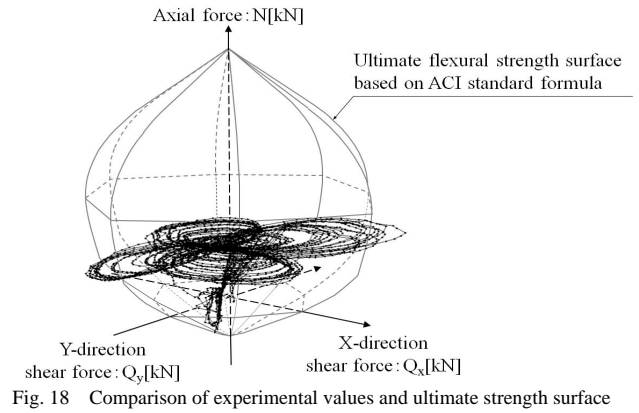 Axial force : N[kN]
Ultimate flexural strength surface
based on ACI standard formula
Y-direction
shear force : Qy[kN]
X-direction
shear force : Qx[kN]
Fig. 18 Comparison of experimental values and ultimate strength surface